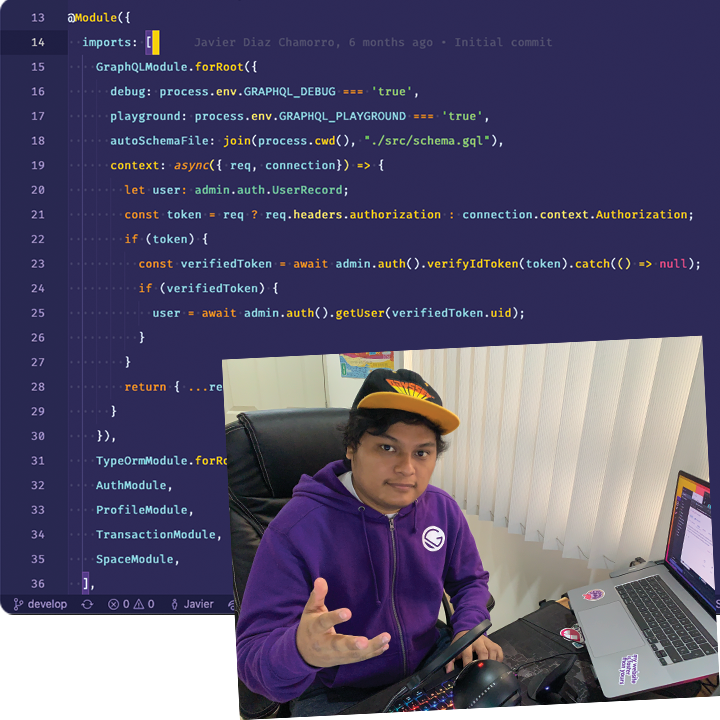 13 @Module({
14 imports: [ Javier Diaz Chamorro, 6 months ago • Initial commit
15 GraphQLModule.forRoot({
16 debug: process.env.GRAPHQL_DEBUG === 'true',
17 playground: process.env.GRAPHQL_PLAYGROUND === 'true',
18 autoSchemaFile: join(process.cwd(), "./src/schema.gql"),
19 context: async({ req, connection}) => {
20 let user: admin.auth.UserRecord;
21 const token = req ? req.headers.authorization : connection.context.Authorization;
22 if (token) {
23 const verifiedToken = await admin.auth().verifyIdToken(token).catch(() => null);
24 if (verifiedToken) {
25 user = await admin.auth().getUser(verifiedToken.uid);
26 }
27 }
28 return { ...re
29 }
30 }),
31 TypeOrmModule.forRo
32 AuthModule,
33 ProfileModule,
34 TransactionModule,
35 SpaceModule,
36 ],
develop 0 0 Javier
my website is faster than yours